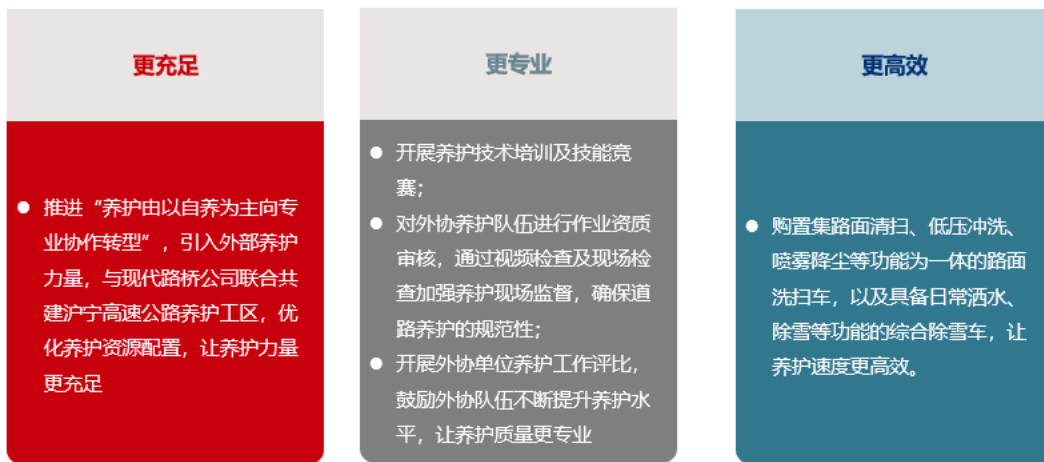 更充足
推进“养护由以自养为主向专
业协作转型”，引入外部养护
力量，与现代路桥公司联合共
建沪宁高速公路养护工区，优
化养护资源配置，让养护力量
更充足
更专业
开展养护技术培训及技能竞
赛；
对外协养护队伍进行作业资质
审核，通过视频检查及现场检
查加强养护现场监督，确保道
路养护的规范性；
开展外协单位养护工作评比，
鼓励外协队伍不断提升养护水
平，让养护质量更专业
更高效
购置集路面清扫、低压冲洗、
喷雾降尘等功能为一体的路面
洗扫车，以及具备日常洒水、
除雪等功能的综合除雪车，让
养护速度更高效。